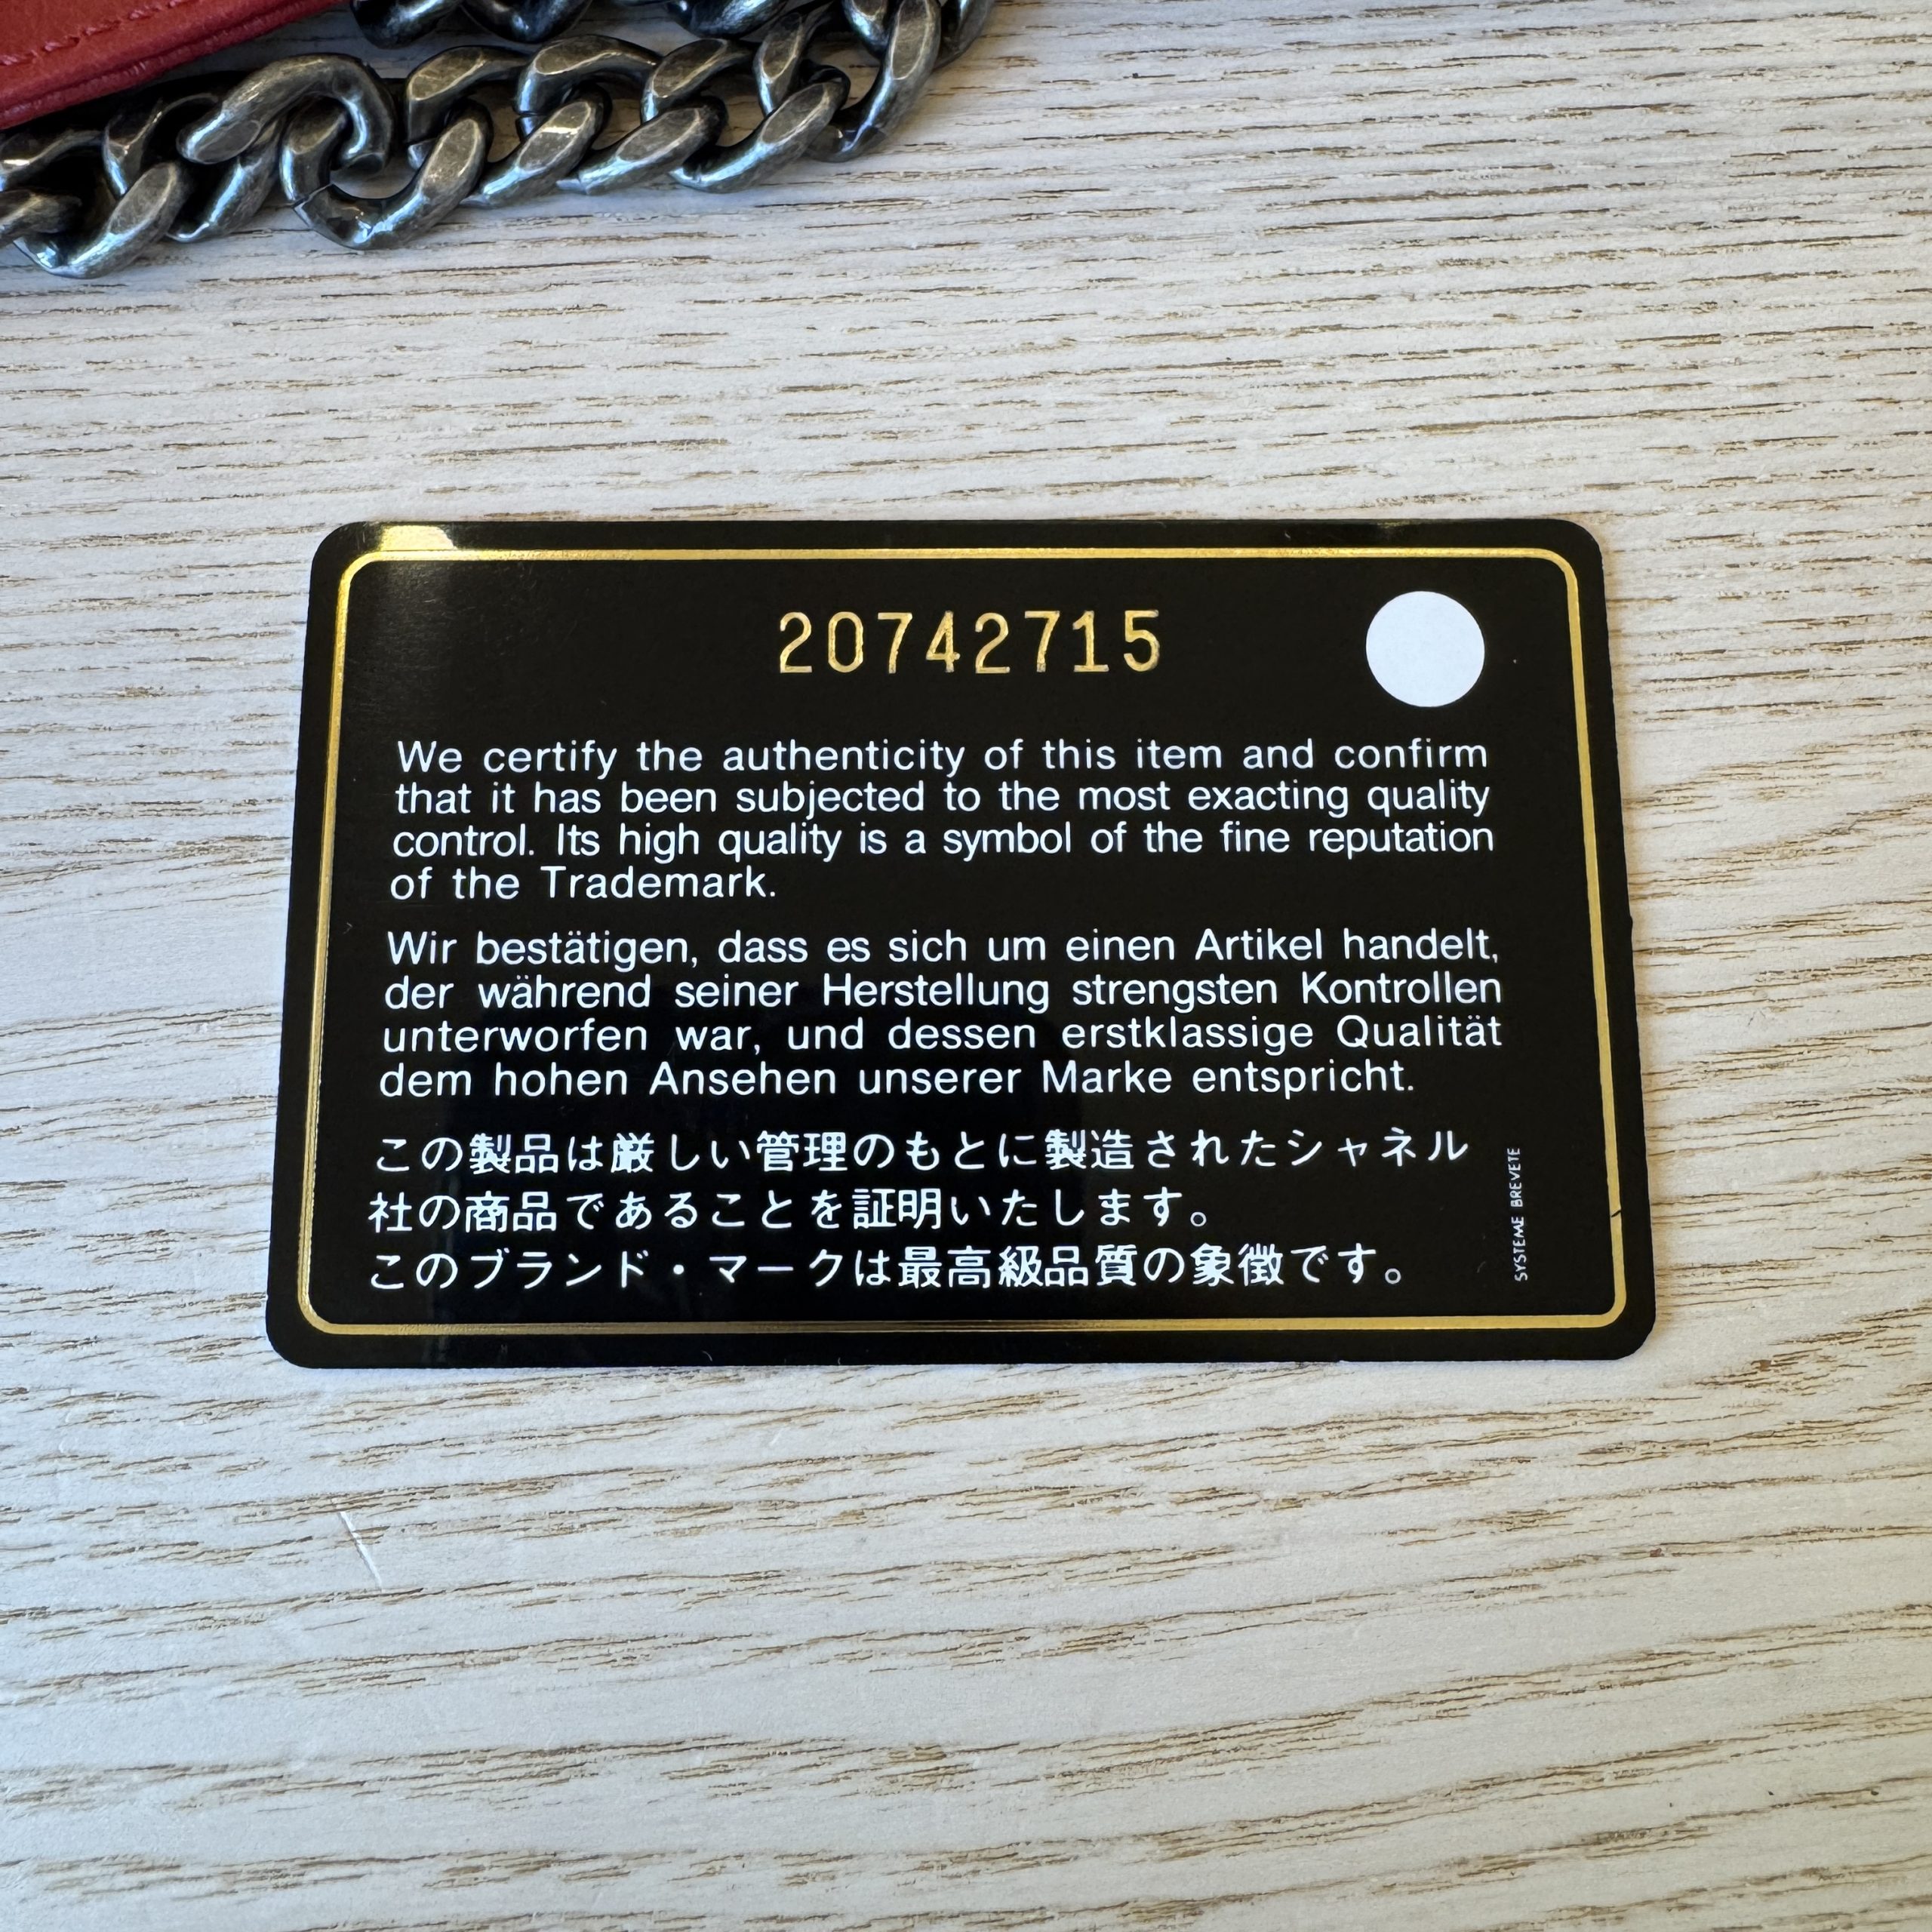 20742715
We certify the authenticity of this item and confirm
that it has been subjected to the most exacting quality
control. Its high quality is a symbol of the fine reputation
of the Trademark.
Wir bestätigen, dass es sich um einen Artikel handelt,
der während seiner Herstellung strengsten Kontrollen
unterworfen war, und dessen erstklassige Qualität
dem hohen Ansehen unserer Marke entspricht.
この製品は厳しい管理のもとに製造されたシャネル
社の商品であることを証明いたします。
このブランド・マークは最高級品質の象徴です。
SYSTEME BREVETE